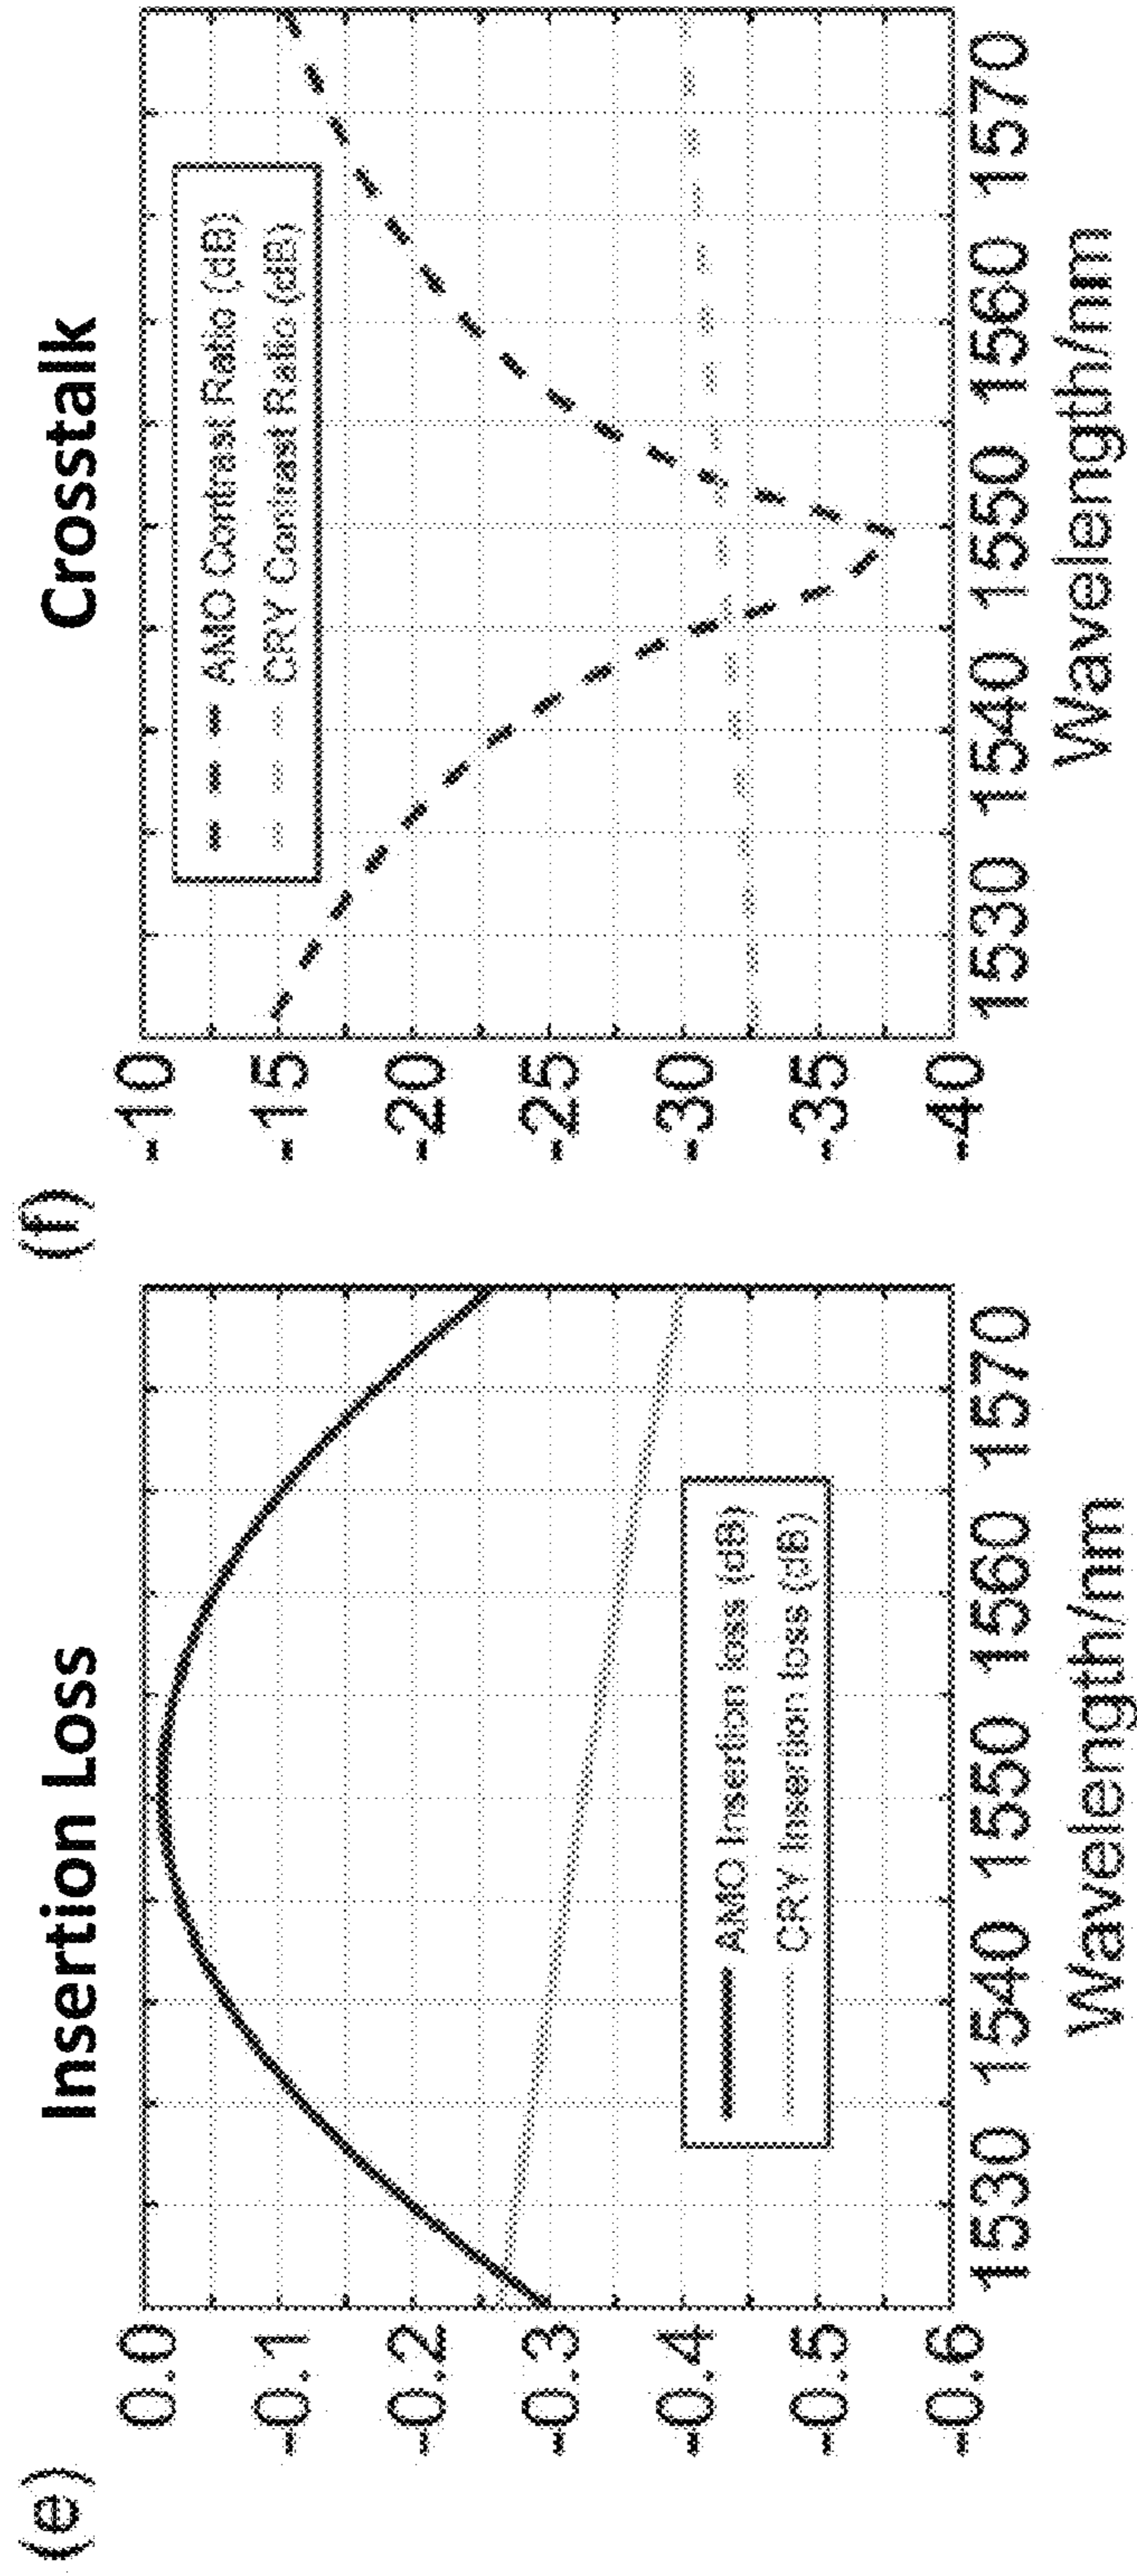 (e)
Insertion Loss
0.0
-0.1
-0.2
-0.3
-0.4
-0.5
-0.6
AMO Insertion loss (dB)
CRY Insertion loss (dB)
1530 1540 1550 1560 1570
Wavelength/nm
(f)
Crosstalk
-10
-15
-20
-25
-30
-35
-40
AMO Contrast Ratio (dB)
CRY Contrast Ratio (dB)
1530 1540 1550 1560 1570
Wavelength/nm